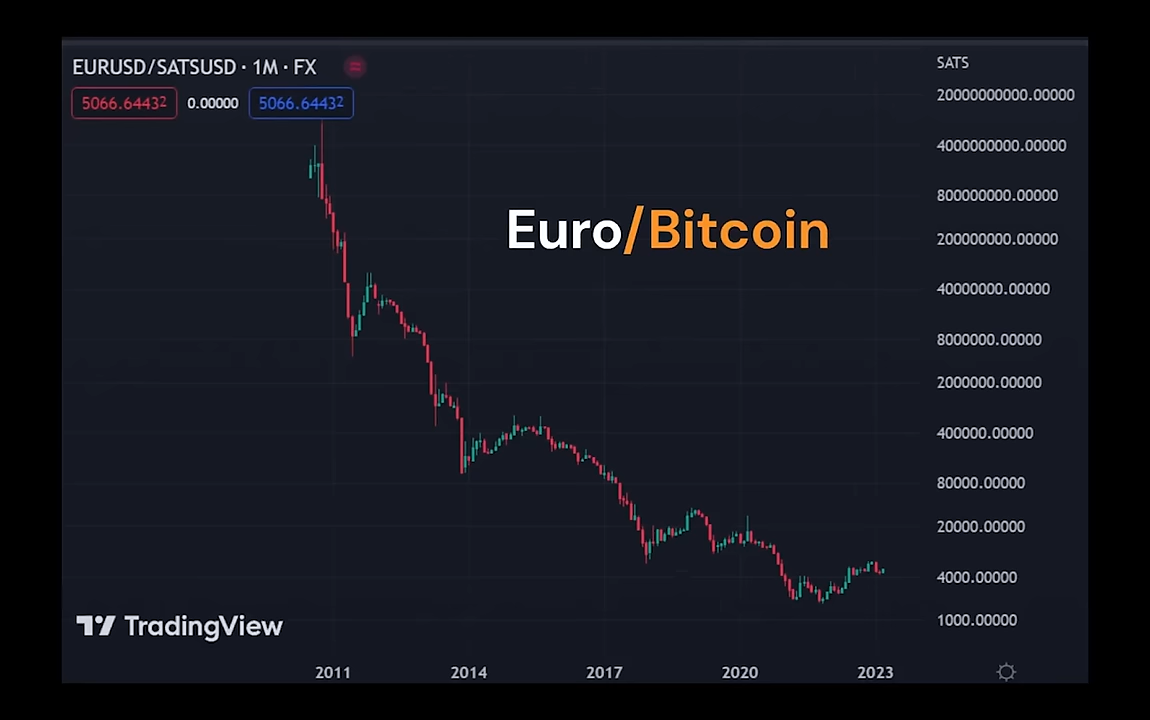 EURUSD/SATSUSD · 1M · FX
SATS
5066.64432 0.00000 5066.64432
20000000000.00000
4000000000.00000
800000000.00000
Euro/Bitcoin
200000000.00000
40000000.00000
8000000.00000
2000000.00000
400000.00000
80000.00000
20000.00000
4000.00000
1000.00000
TradingView
2011 2014 2017 2020 2023